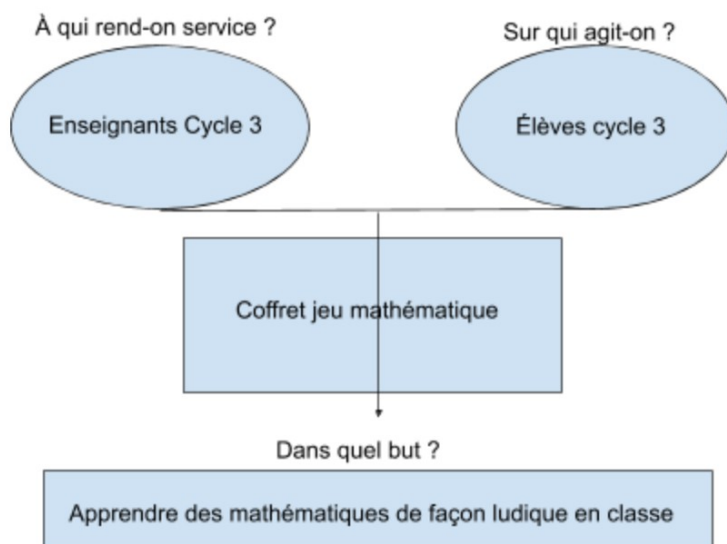 À qui rend-on service ?
Sur qui agit-on ?
Enseignants Cycle 3
Élèves cycle 3
Coffret jeu mathématique
Dans quel but ?
Apprendre des mathématiques de façon ludique en classe